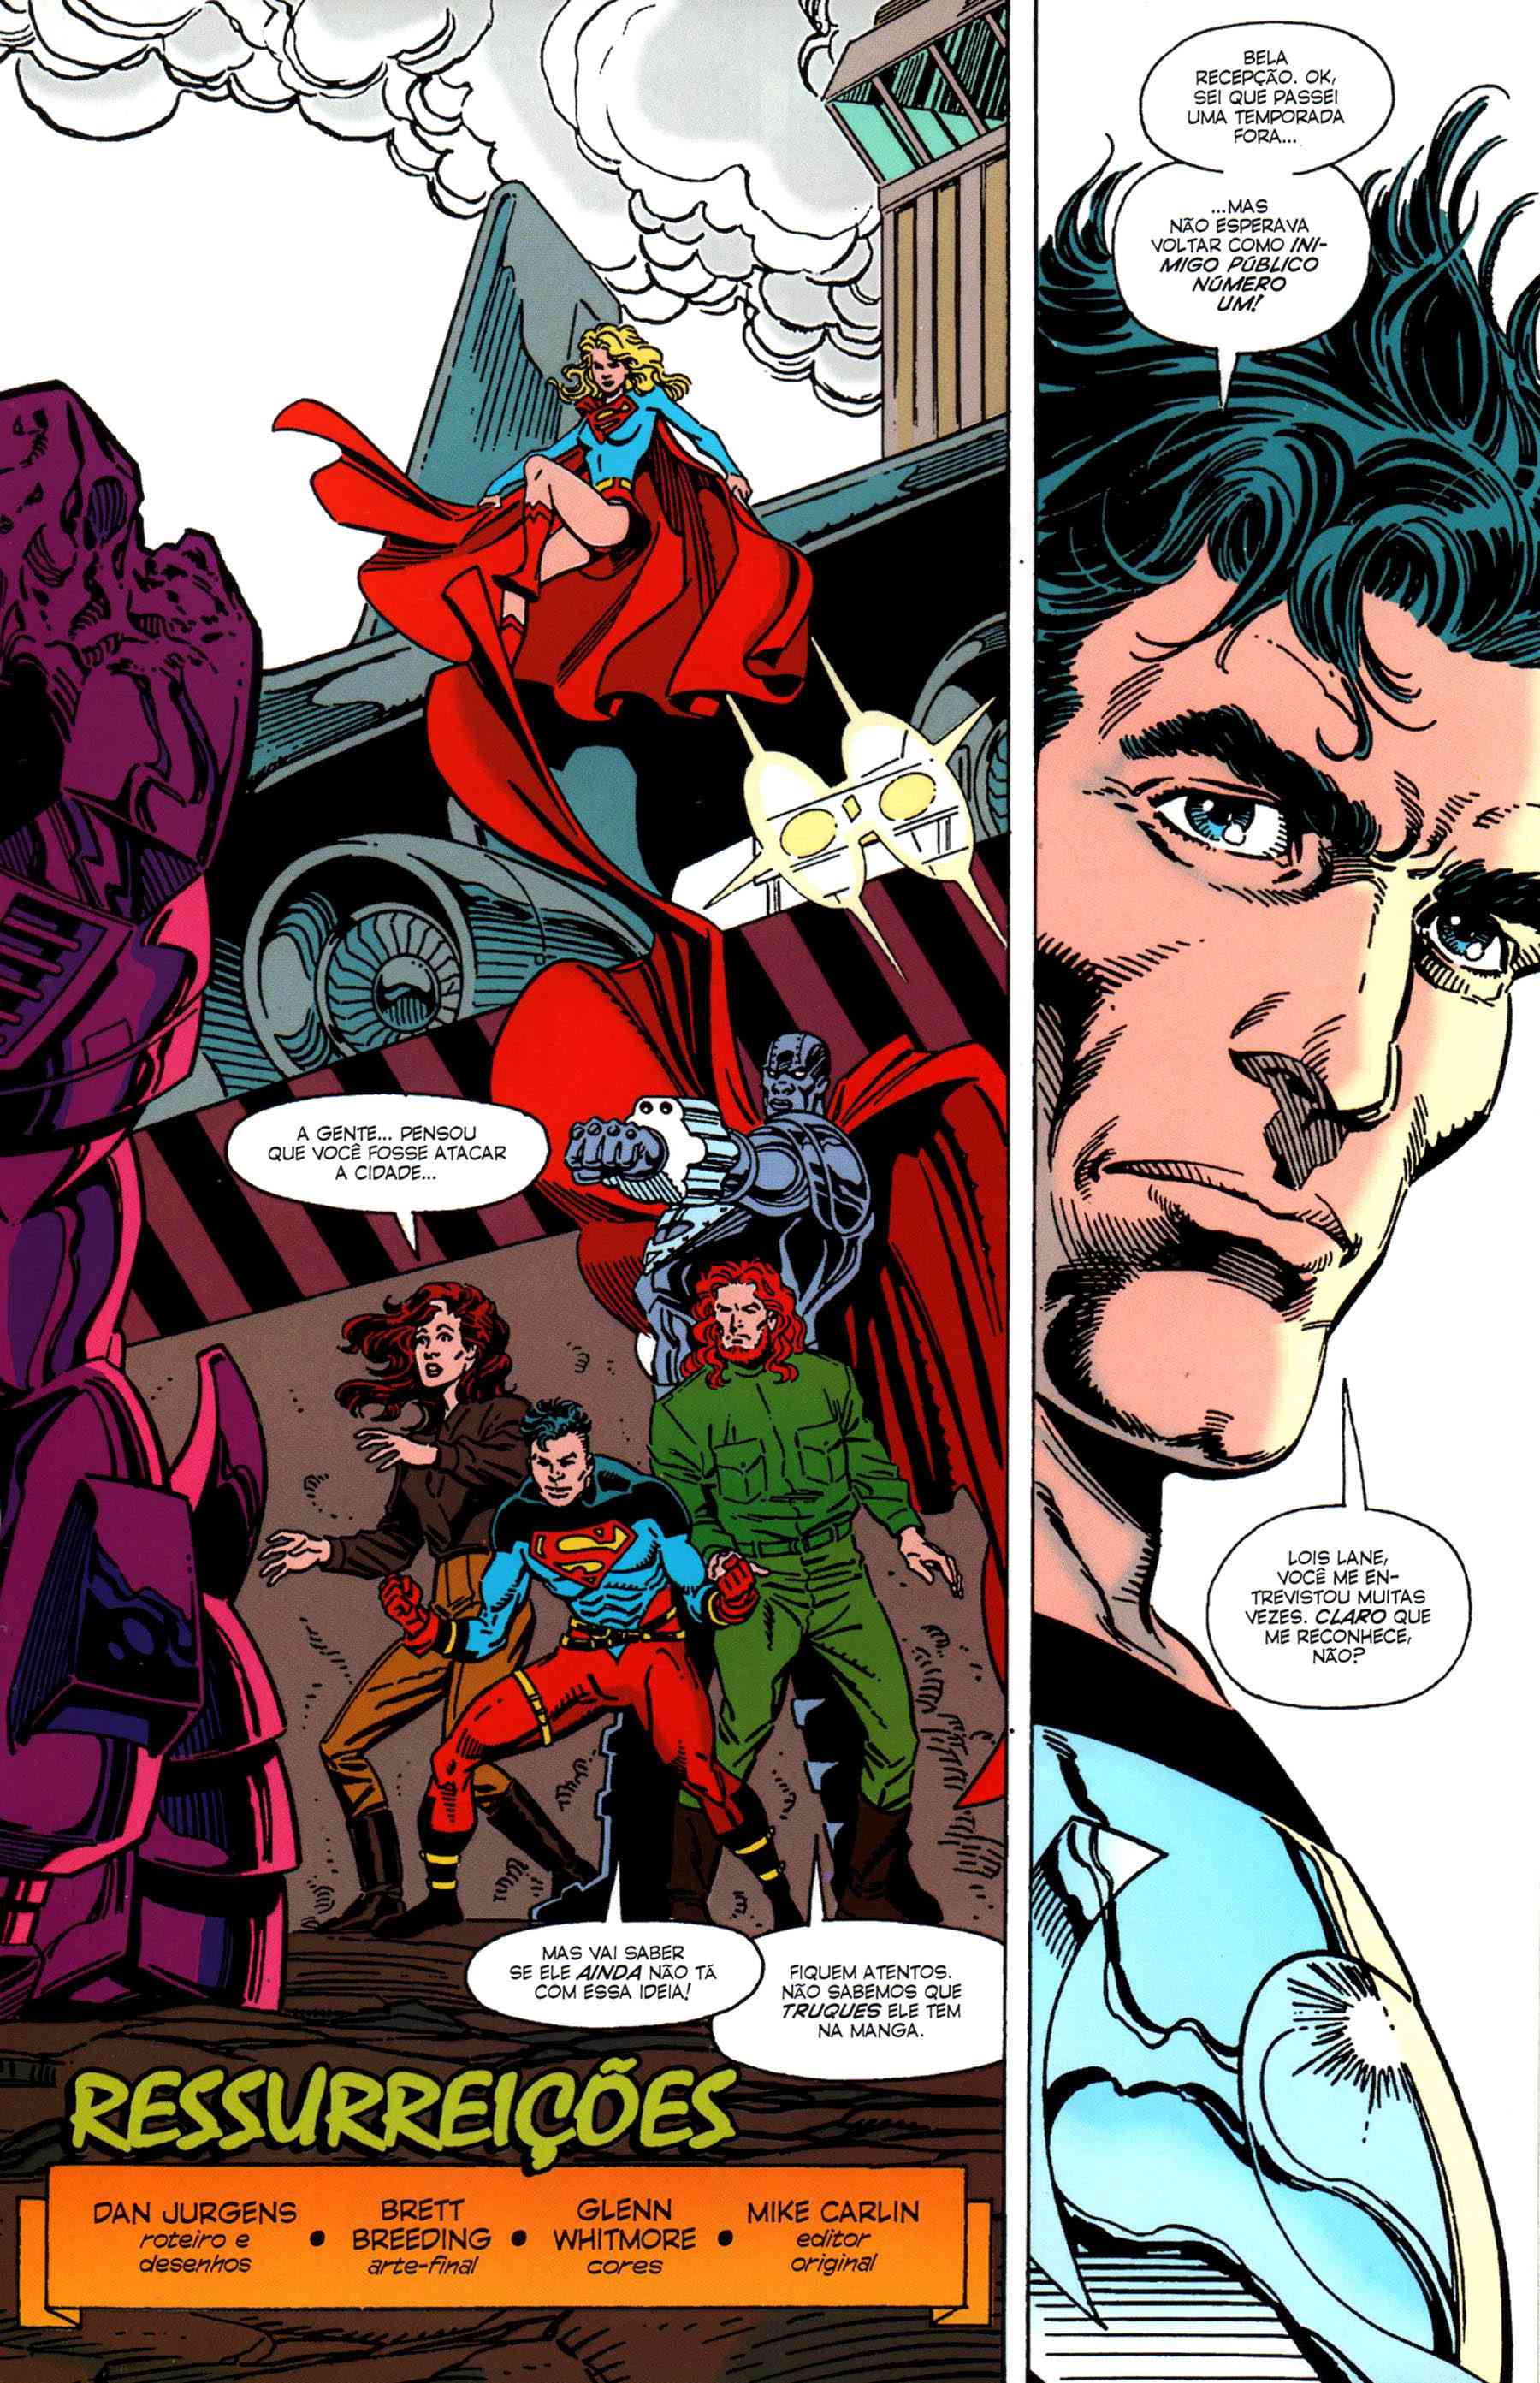 BELA
RECEPÇÃO. OK,
SEI QUE PASSEI
UMA TEMPORADA
FORA...
...MAS
NÃO ESPERAVA
VOLTAR COMO INI-
MIGO PÚBLICO
NÚMERO
UM!
A GENTE... PENSOU
QUE VOCÊ FOSSE ATACAR
A CIDADE...
MAS VAI SABER
SE ELE AINDA NÃO TÁ
COM ESSA IDEIA!
FIQUEM ATENTOS.
NÃO SABEMOS QUE
TRUQUES ELE TEM
NA MANGA.
LOIS LANE,
VOCÊ ME EN-
TREVISTOU MUITAS
VEZES. CLARO QUE
ME RECONHECE,
NÃO?
RESSURREIÇÕES
DAN JURGENS
roteiro e
desenhos
•
BRETT
BREEDING
arte-final
•
GLENN
WHITMORE
cores
•
MIKE CARLIN
editor
original